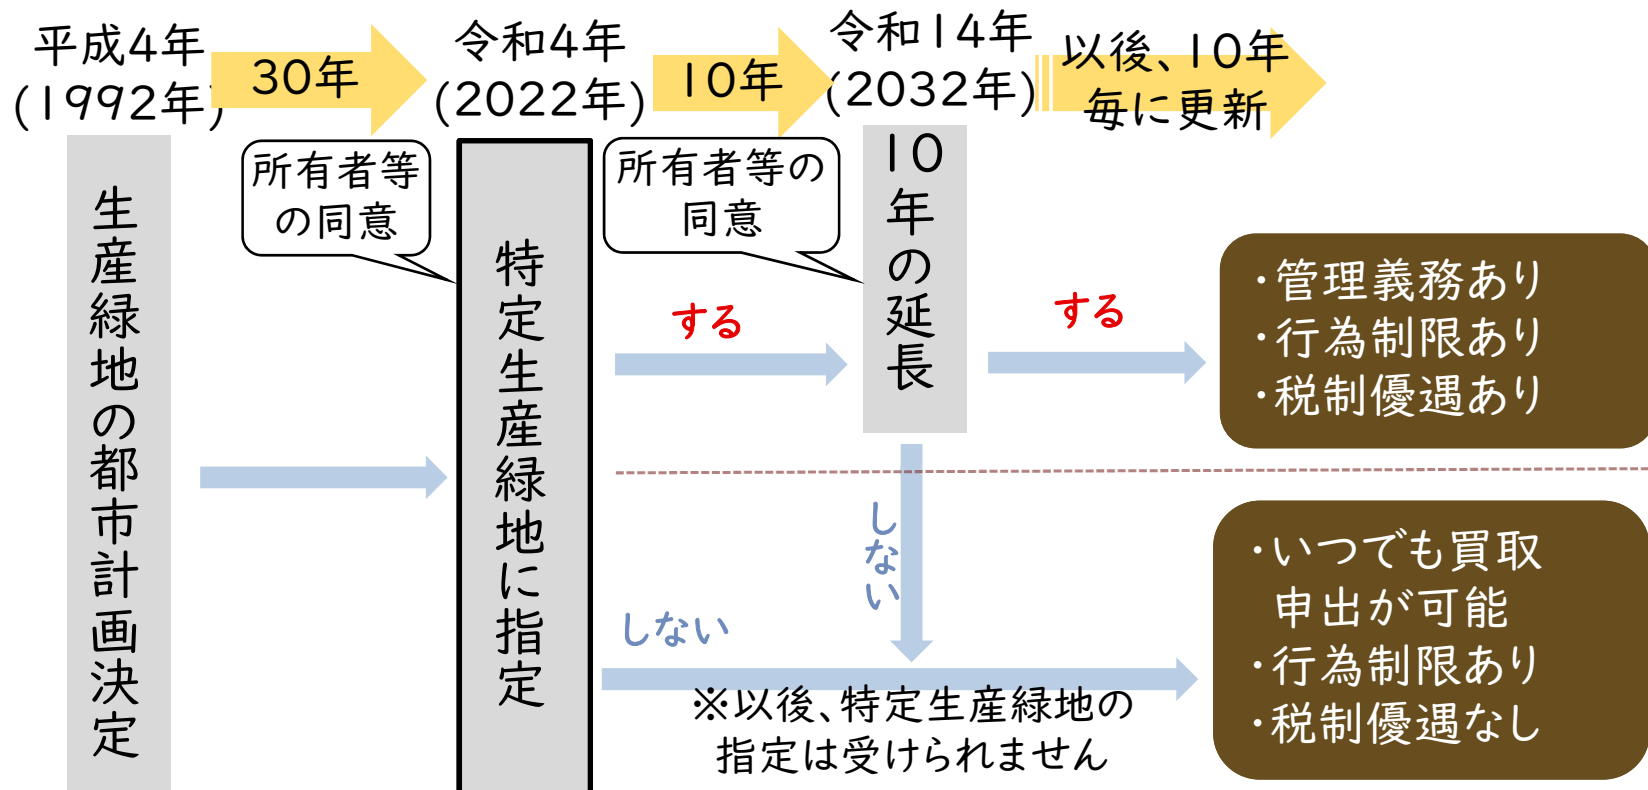 平成4年
(1992年)
30年
令和4年
(2022年)
10年
令和14年
(2032年)
以後、10年
毎に更新
生産緑地の都市計画決定
所有者等
の同意
特定生産緑地に指定
所有者等の
同意
10年の延長
する
する
しない
しない
※以後、特定生産緑地の
指定は受けられません
・管理義務あり
・行為制限あり
・税制優遇あり
・いつでも買取
申出が可能
・行為制限あり
・税制優遇なし